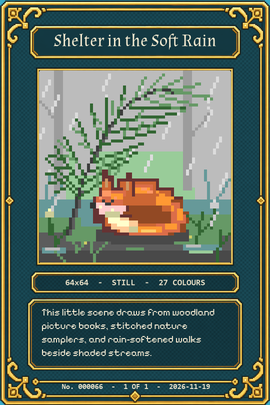 Shelter in the Soft Rain
64x64 - STILL - 27 COLOURS
This little scene draws from woodland
picture books, stitched nature
samplers, and rain-softened walks
beside shaded streams.
No. 000066 - 1 OF 1 - 2026-11-19